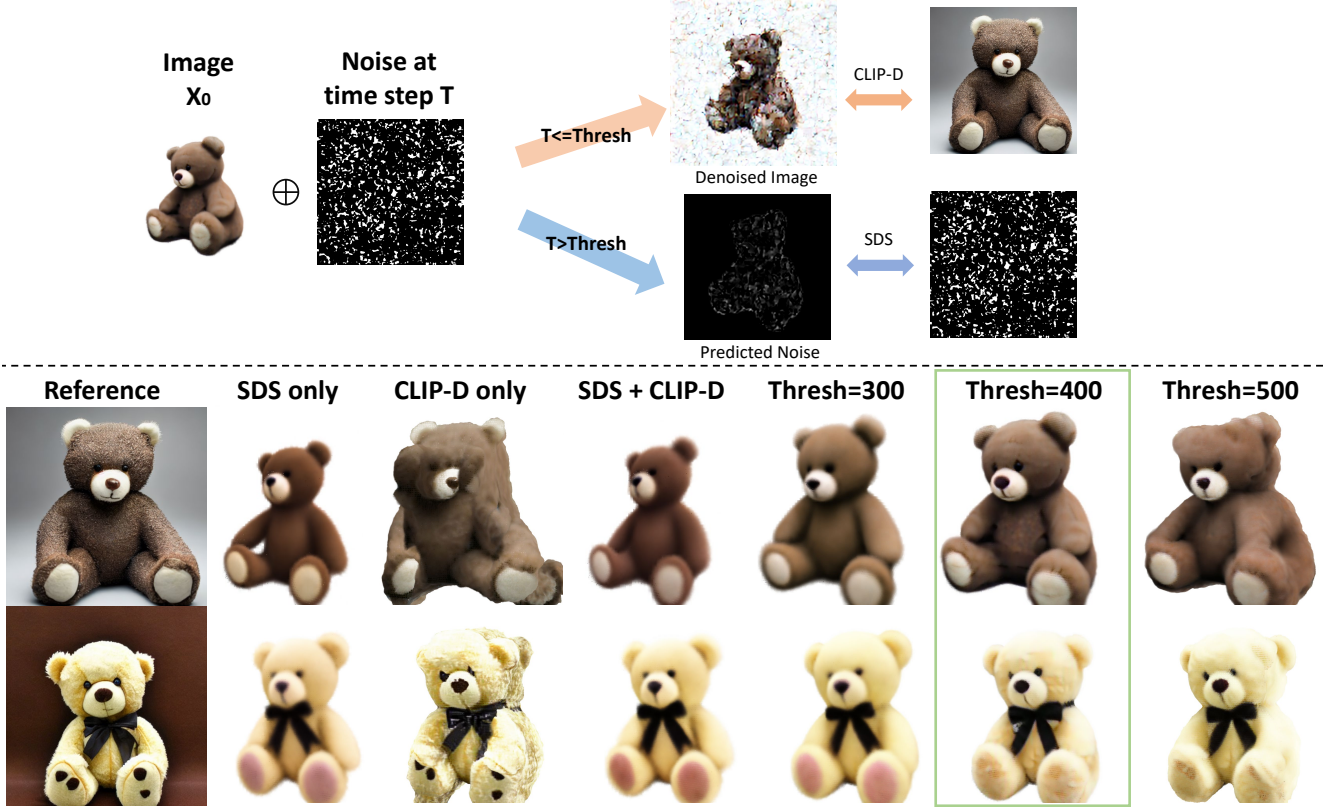 Image
X₀
Noise at
time step T
T<=Thresh
T>Thresh
Denoised Image
CLIP-D
Predicted Noise
SDS
Reference
SDS only
CLIP-D only
SDS + CLIP-D
Thresh=300
Thresh=400
Thresh=500